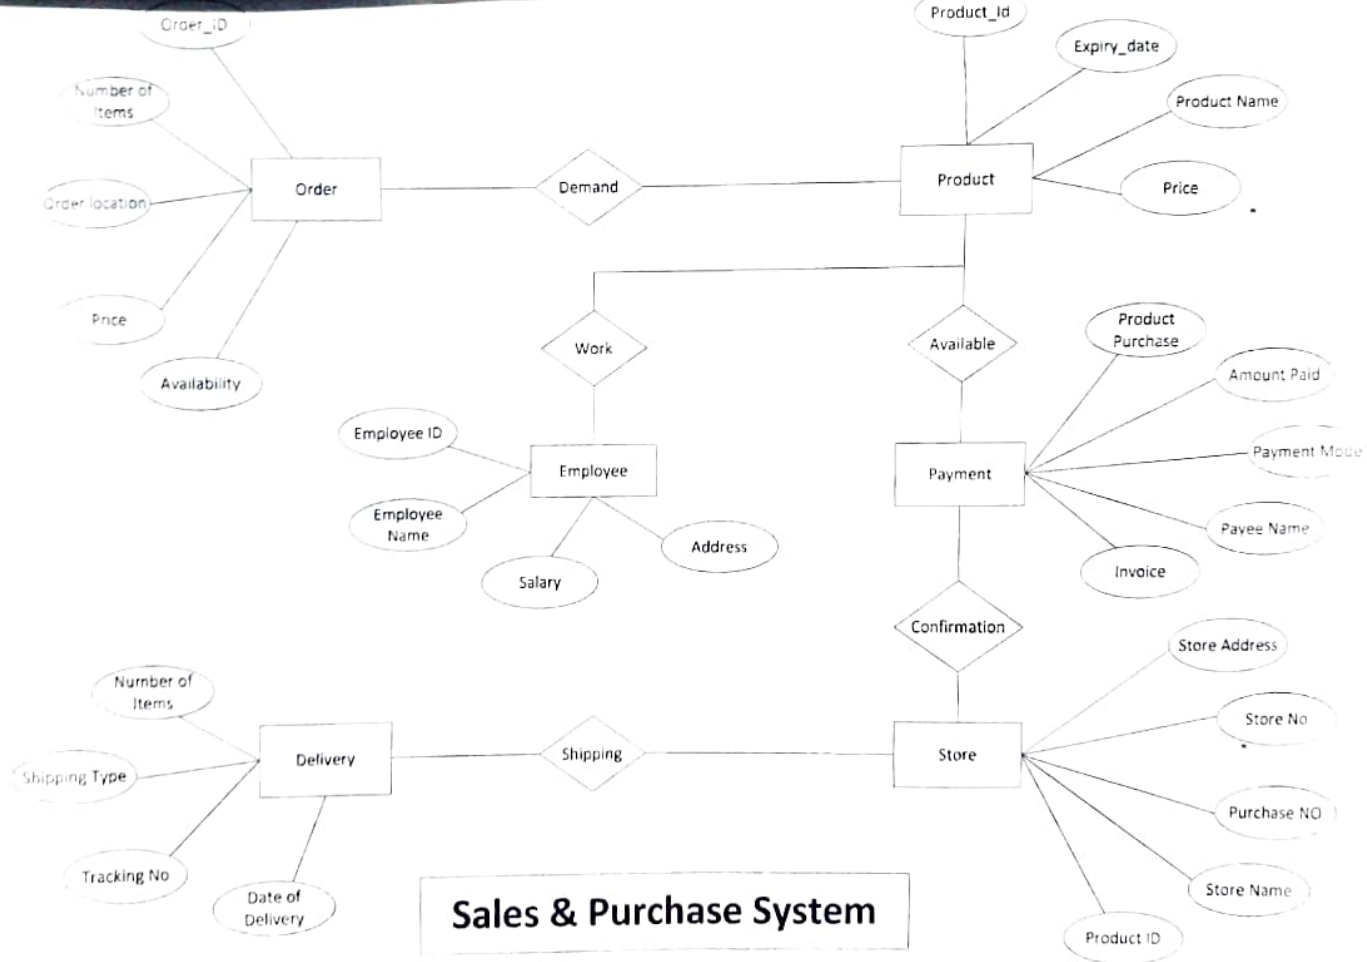 Order_ID
Product_Id
Expiry_date
Number of
Items
Product Name
Order
Demand
Product
Price
Order location
Price
Availability
Work
Available
Product
Purchase
Amount Paid
Employee ID
Payment Mode
Employee
Payment
Employee
Name
Payee Name
Address
Salary
Invoice
Confirmation
Store Address
Number of
Items
Store No
Delivery
Shipping
Store
Shipping Type
Purchase NO
Tracking No
Date of
Delivery
Store Name
Sales & Purchase System
Product ID